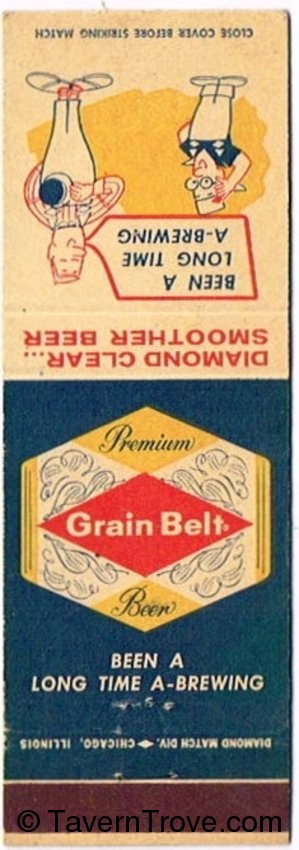 CLOSE COVER BEFORE STRIKING MATCH
BEEN A
LONG TIME
A-BREWING
DIAMOND CLEAR...
SMOOTHER BEER
Premium
Grain Belt®
Beer
BEEN A
LONG TIME A-BREWING
DIAMOND MATCH DIV. CHICAGO, ILLINOIS
© TavernTrove.com